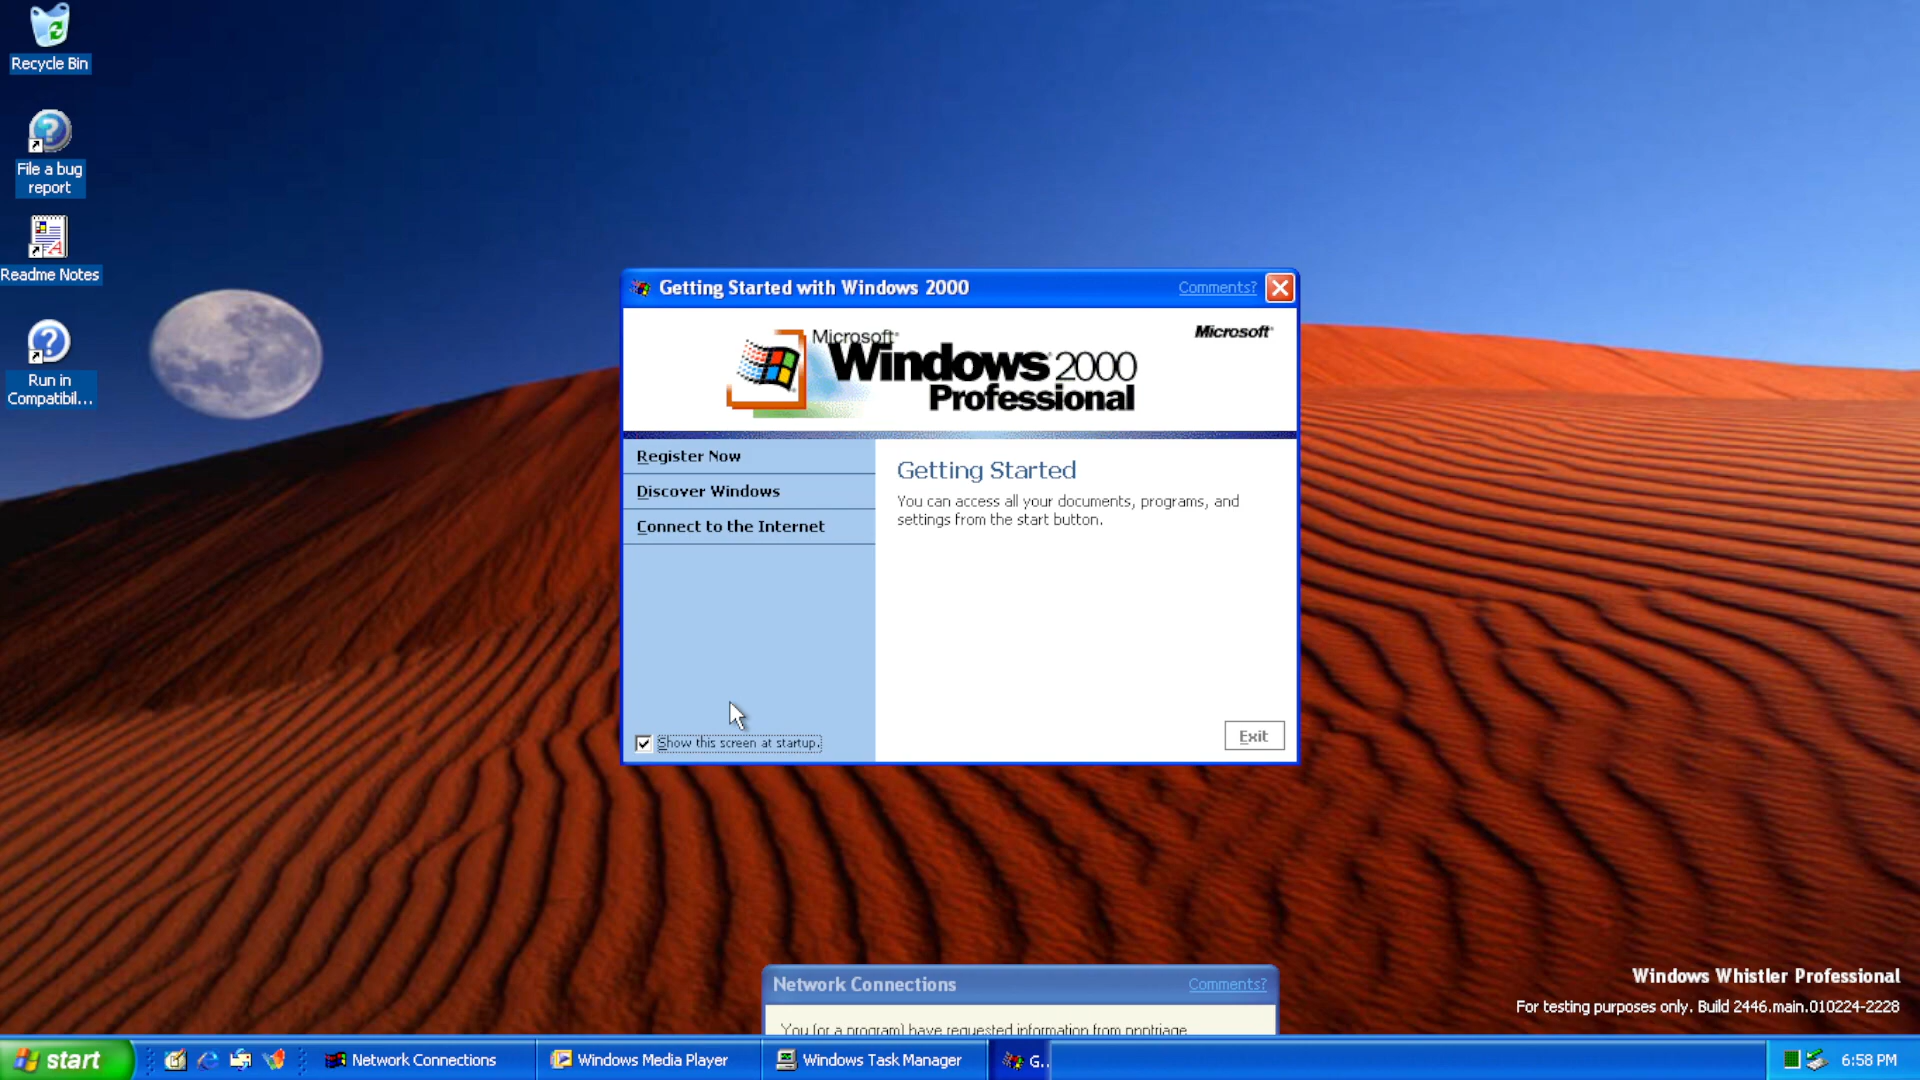 Recycle Bin
File a bug
report
Readme Notes
Run in
Compatibil...
Getting Started with Windows 2000
Comments?
Microsoft
Microsoft
Windows 2000
Professional
Register Now
Discover Windows
Connect to the Internet
Getting Started
You can access all your documents, programs, and
settings from the start button.
Show this screen at startup.
Exit
Network Connections
Comments?
You (or a program) have requested information from pnptriage
Windows Whistler Professional
For testing purposes only. Build 2446.main.010224-2228
start
Network Connections
Windows Media Player
Windows Task Manager
G..
6:58 PM